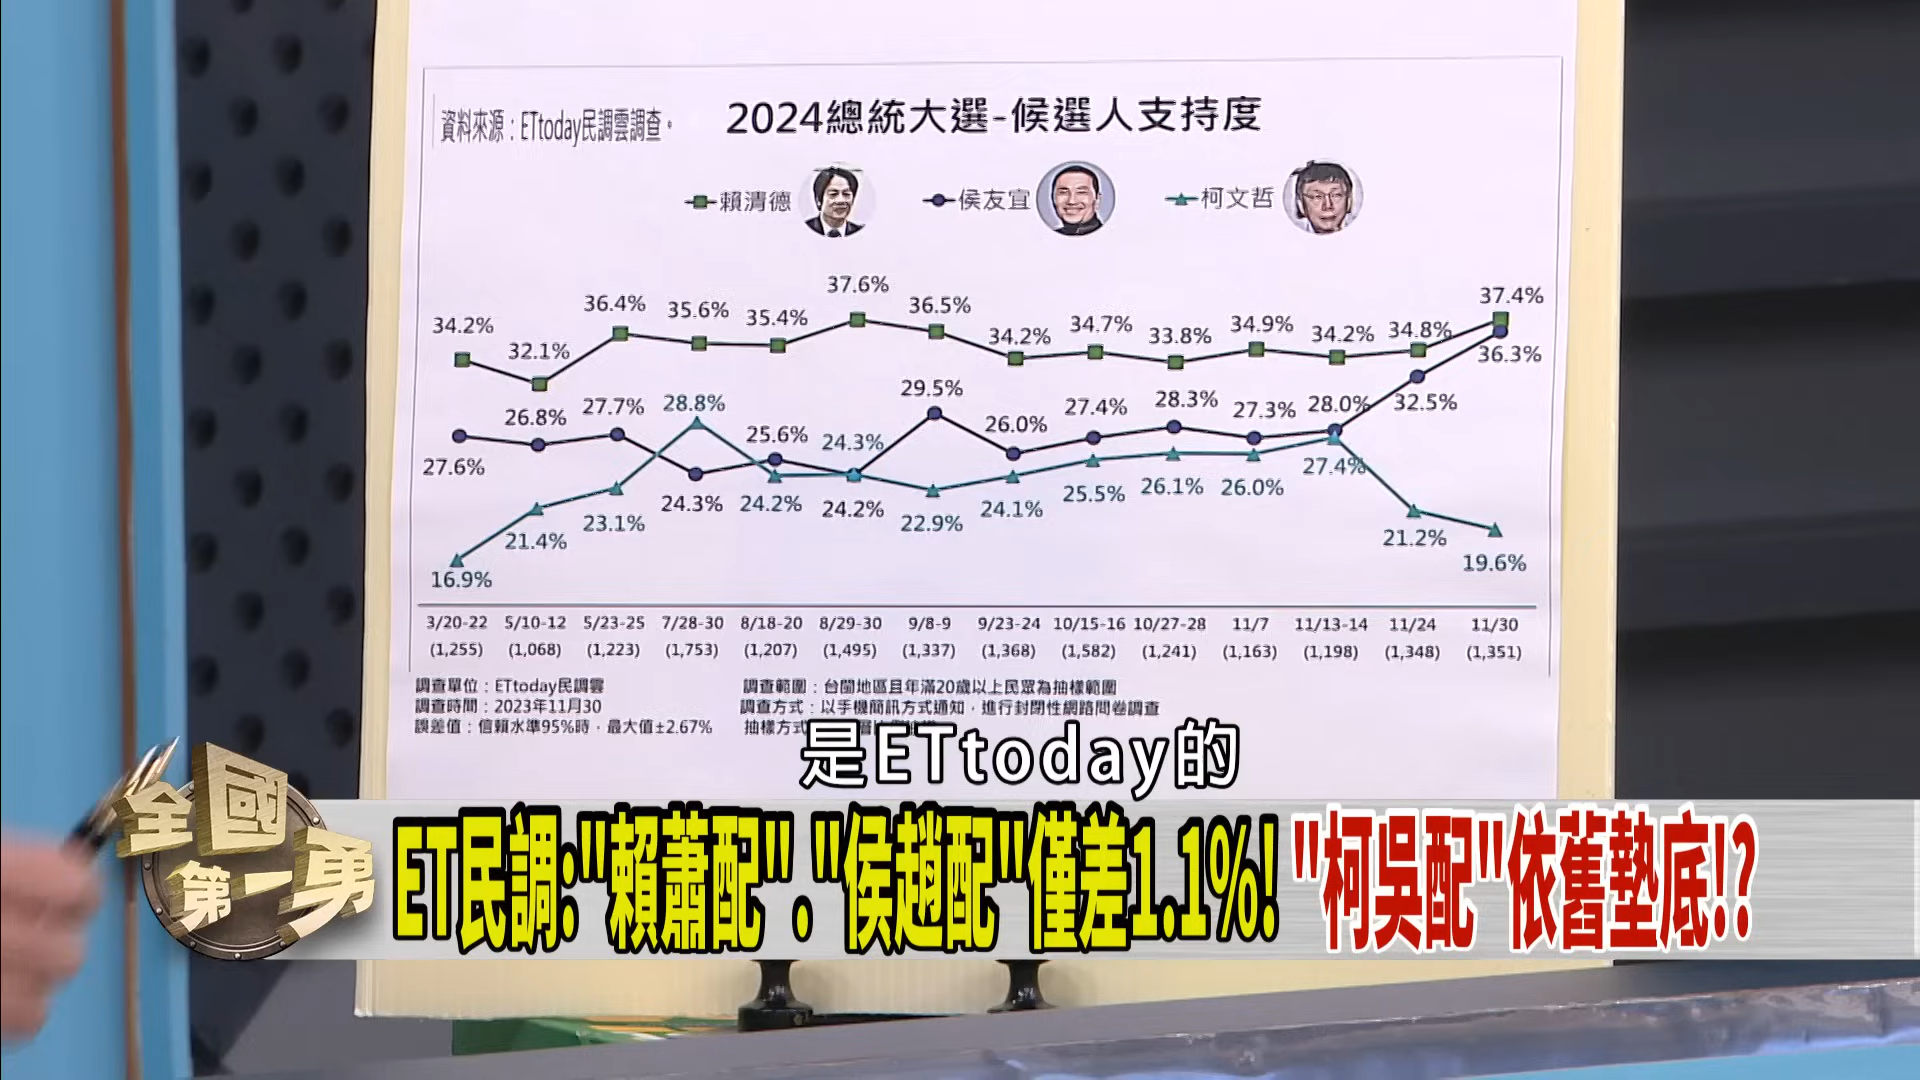 2024總統大選-候選人支持度
資料來源：ETtoday民調雲調查。
賴清德 侯友宜 柯文哲
34.2% 32.1% 36.4% 35.6% 35.4% 37.6% 36.5% 34.2% 34.7% 33.8% 34.9% 34.2% 34.8% 37.4%
27.6% 26.8% 27.7% 24.3% 25.6% 24.2% 29.5% 26.0% 27.4% 28.3% 27.3% 28.0% 32.5% 36.3%
16.9% 21.4% 23.1% 28.8% 24.2% 24.3% 22.9% 24.1% 25.5% 26.1% 26.0% 27.4% 21.2% 19.6%
3/20-22 5/10-12 5/23-25 7/28-30 8/18-20 8/29-30 9/8-9 9/23-24 10/15-16 10/27-28 11/7 11/13-14 11/24 11/30
(1,255) (1,068) (1,223) (1,753) (1,207) (1,495) (1,337) (1,368) (1,582) (1,241) (1,163) (1,198) (1,348) (1,351)
調查單位：ETtoday民調雲
調查時間：2023年11月30
誤差值：信賴水準95%時，最大值±2.67%
調查範圍：台閩地區且年滿20歲以上民眾為抽樣範圍
調查方式：以手機簡訊方式通知，進行封閉性網路問卷調查
抽樣方式
是ETtoday的
全國第一勇
ET民調:"賴蕭配"."侯趙配"僅差1.1%! "柯吳配"依舊墊底!?